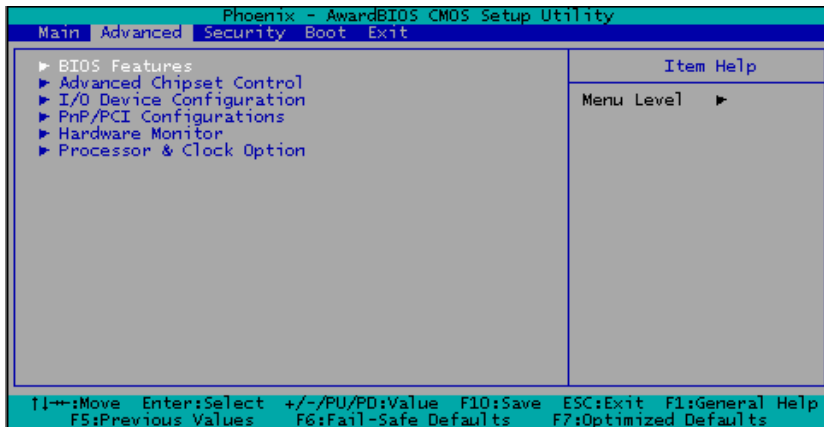 Phoenix - AwardBIOS CMOS Setup Utility
Main Advanced Security Boot Exit
► BIOS Features
► Advanced Chipset Control
► I/O Device Configuration
► PnP/PCI Configurations
► Hardware Monitor
► Processor & Clock Option
Item Help
Menu Level ►
↑↓→←:Move Enter:Select +/-/PU/PD:Value F10:Save ESC:Exit F1:General Help
F5:Previous Values F6:Fail-Safe Defaults F7:Optimized Defaults